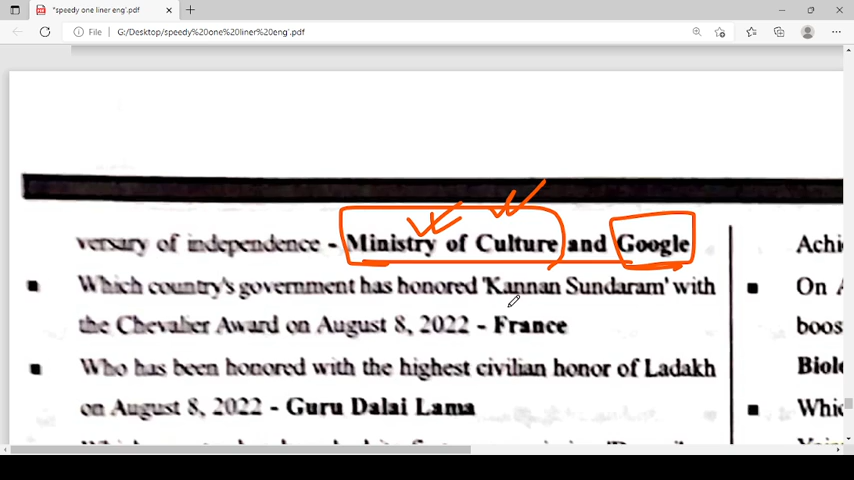 *speedy one liner eng'.pdf
File G:/Desktop/speedy%20one%20liner%20eng'.pdf
versary of independence - Ministry of Culture and Google
Which country's government has honored 'Kannan Sundaram' with
the Chevalier Award on August 8, 2022 - France
Who has been honored with the highest civilian honor of Ladakh
on August 8, 2022 - Guru Dalai Lama
Achi
On A
boos
Biol
Whic